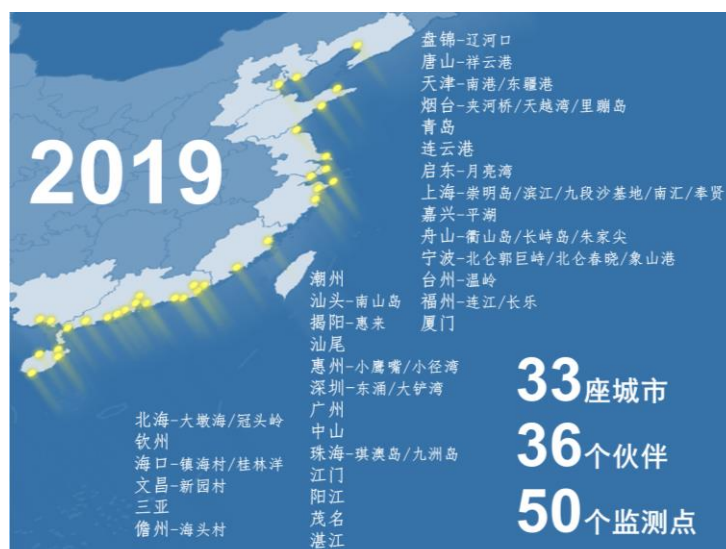 2019
盘锦-辽河口
唐山-祥云港
天津-南港/东疆港
烟台-夹河桥/天越湾/里蹦岛
青岛
连云港
启东-月亮湾
上海-崇明岛/滨江/九段沙基地/南汇/奉贤
嘉兴-平湖
舟山-衢山岛/长峙岛/朱家尖
宁波-北仑郭巨峙/北仑春晓/象山港
台州-温岭
福州-连江/长乐
厦门
潮州
汕头-南山岛
揭阳-惠来
汕尾
惠州-小鹰嘴/小径湾
深圳-东涌/大铲湾
广州
中山
珠海-琪澳岛/九洲岛
江门
阳江
茂名
湛江
北海-大墩海/冠头岭
钦州
海口-镇海村/桂林洋
文昌-新园村
三亚
儋州-海头村
33座城市
36个伙伴
50个监测点